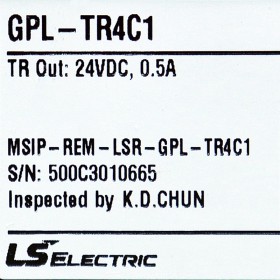 GPL-TR4C1
TR Out: 24VDC, 0.5A
MSIP-REM-LSR-GPL-TR4C1
S/N: 500C3010665
Inspected by K.D.CHUN
LS ELECTRIC